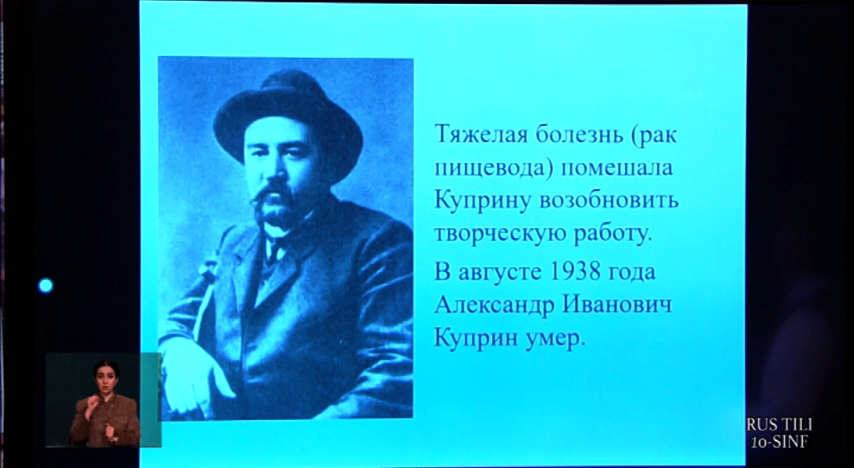 Тяжелая болезнь (рак
пищевода) помешала
Куприну возобновить
творческую работу.
В августе 1938 года
Александр Иванович
Куприн умер.
RUS TILI
10-SINF